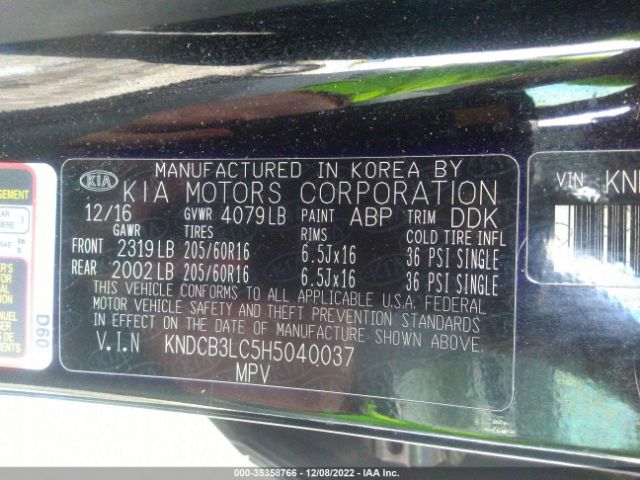 MANUFACTURED IN KOREA BY
KIA KIA MOTORS CORPORATION
12/16 GVWR 4079LB PAINT ABP TRIM DDK
GAWR TIRES RIMS COLD TIRE INFL
FRONT 2319LB 205/60R16 6.5Jx16 36 PSI SINGLE
REAR 2002LB 205/60R16 6.5Jx16 36 PSI SINGLE
THIS VEHICLE CONFORMS TO ALL APPLICABLE U.S.A. FEDERAL
MOTOR VEHICLE SAFETY AND THEFT PREVENTION STANDARDS
IN EFFECT ON THE DATE OF MANUFACTURE SHOWN ABOVE.
V.I.N KNDCB3LC5H5040037
MPV
VIN KN
D60
000-35358766 - 12/08/2022 - IAA Inc.